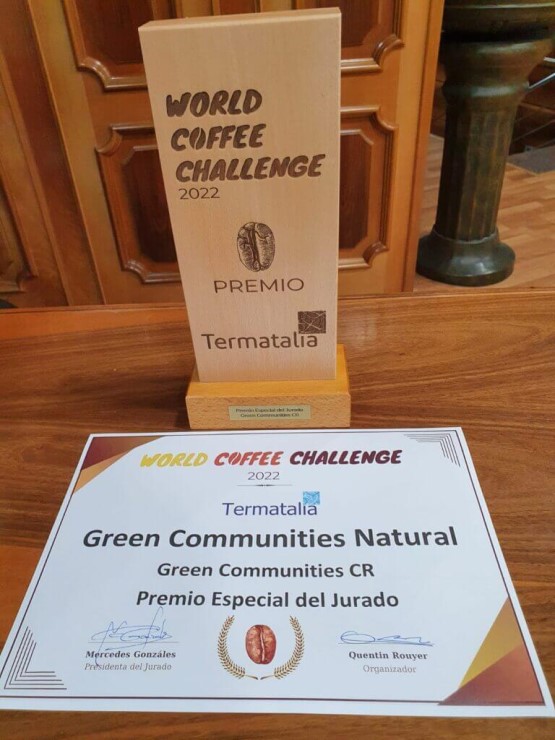 WORLD
COFFEE
CHALLENGE
2022
PREMIO
Termatalia
Premio Especial del Jurado
Green Communities CR
WORLD COFFEE CHALLENGE
2022
Termatalia
Green Communities Natural
Green Communities CR
Premio Especial del Jurado
Mercedes Gonzáles
Presidenta del Jurado
Quentin Rouyer
Organizador